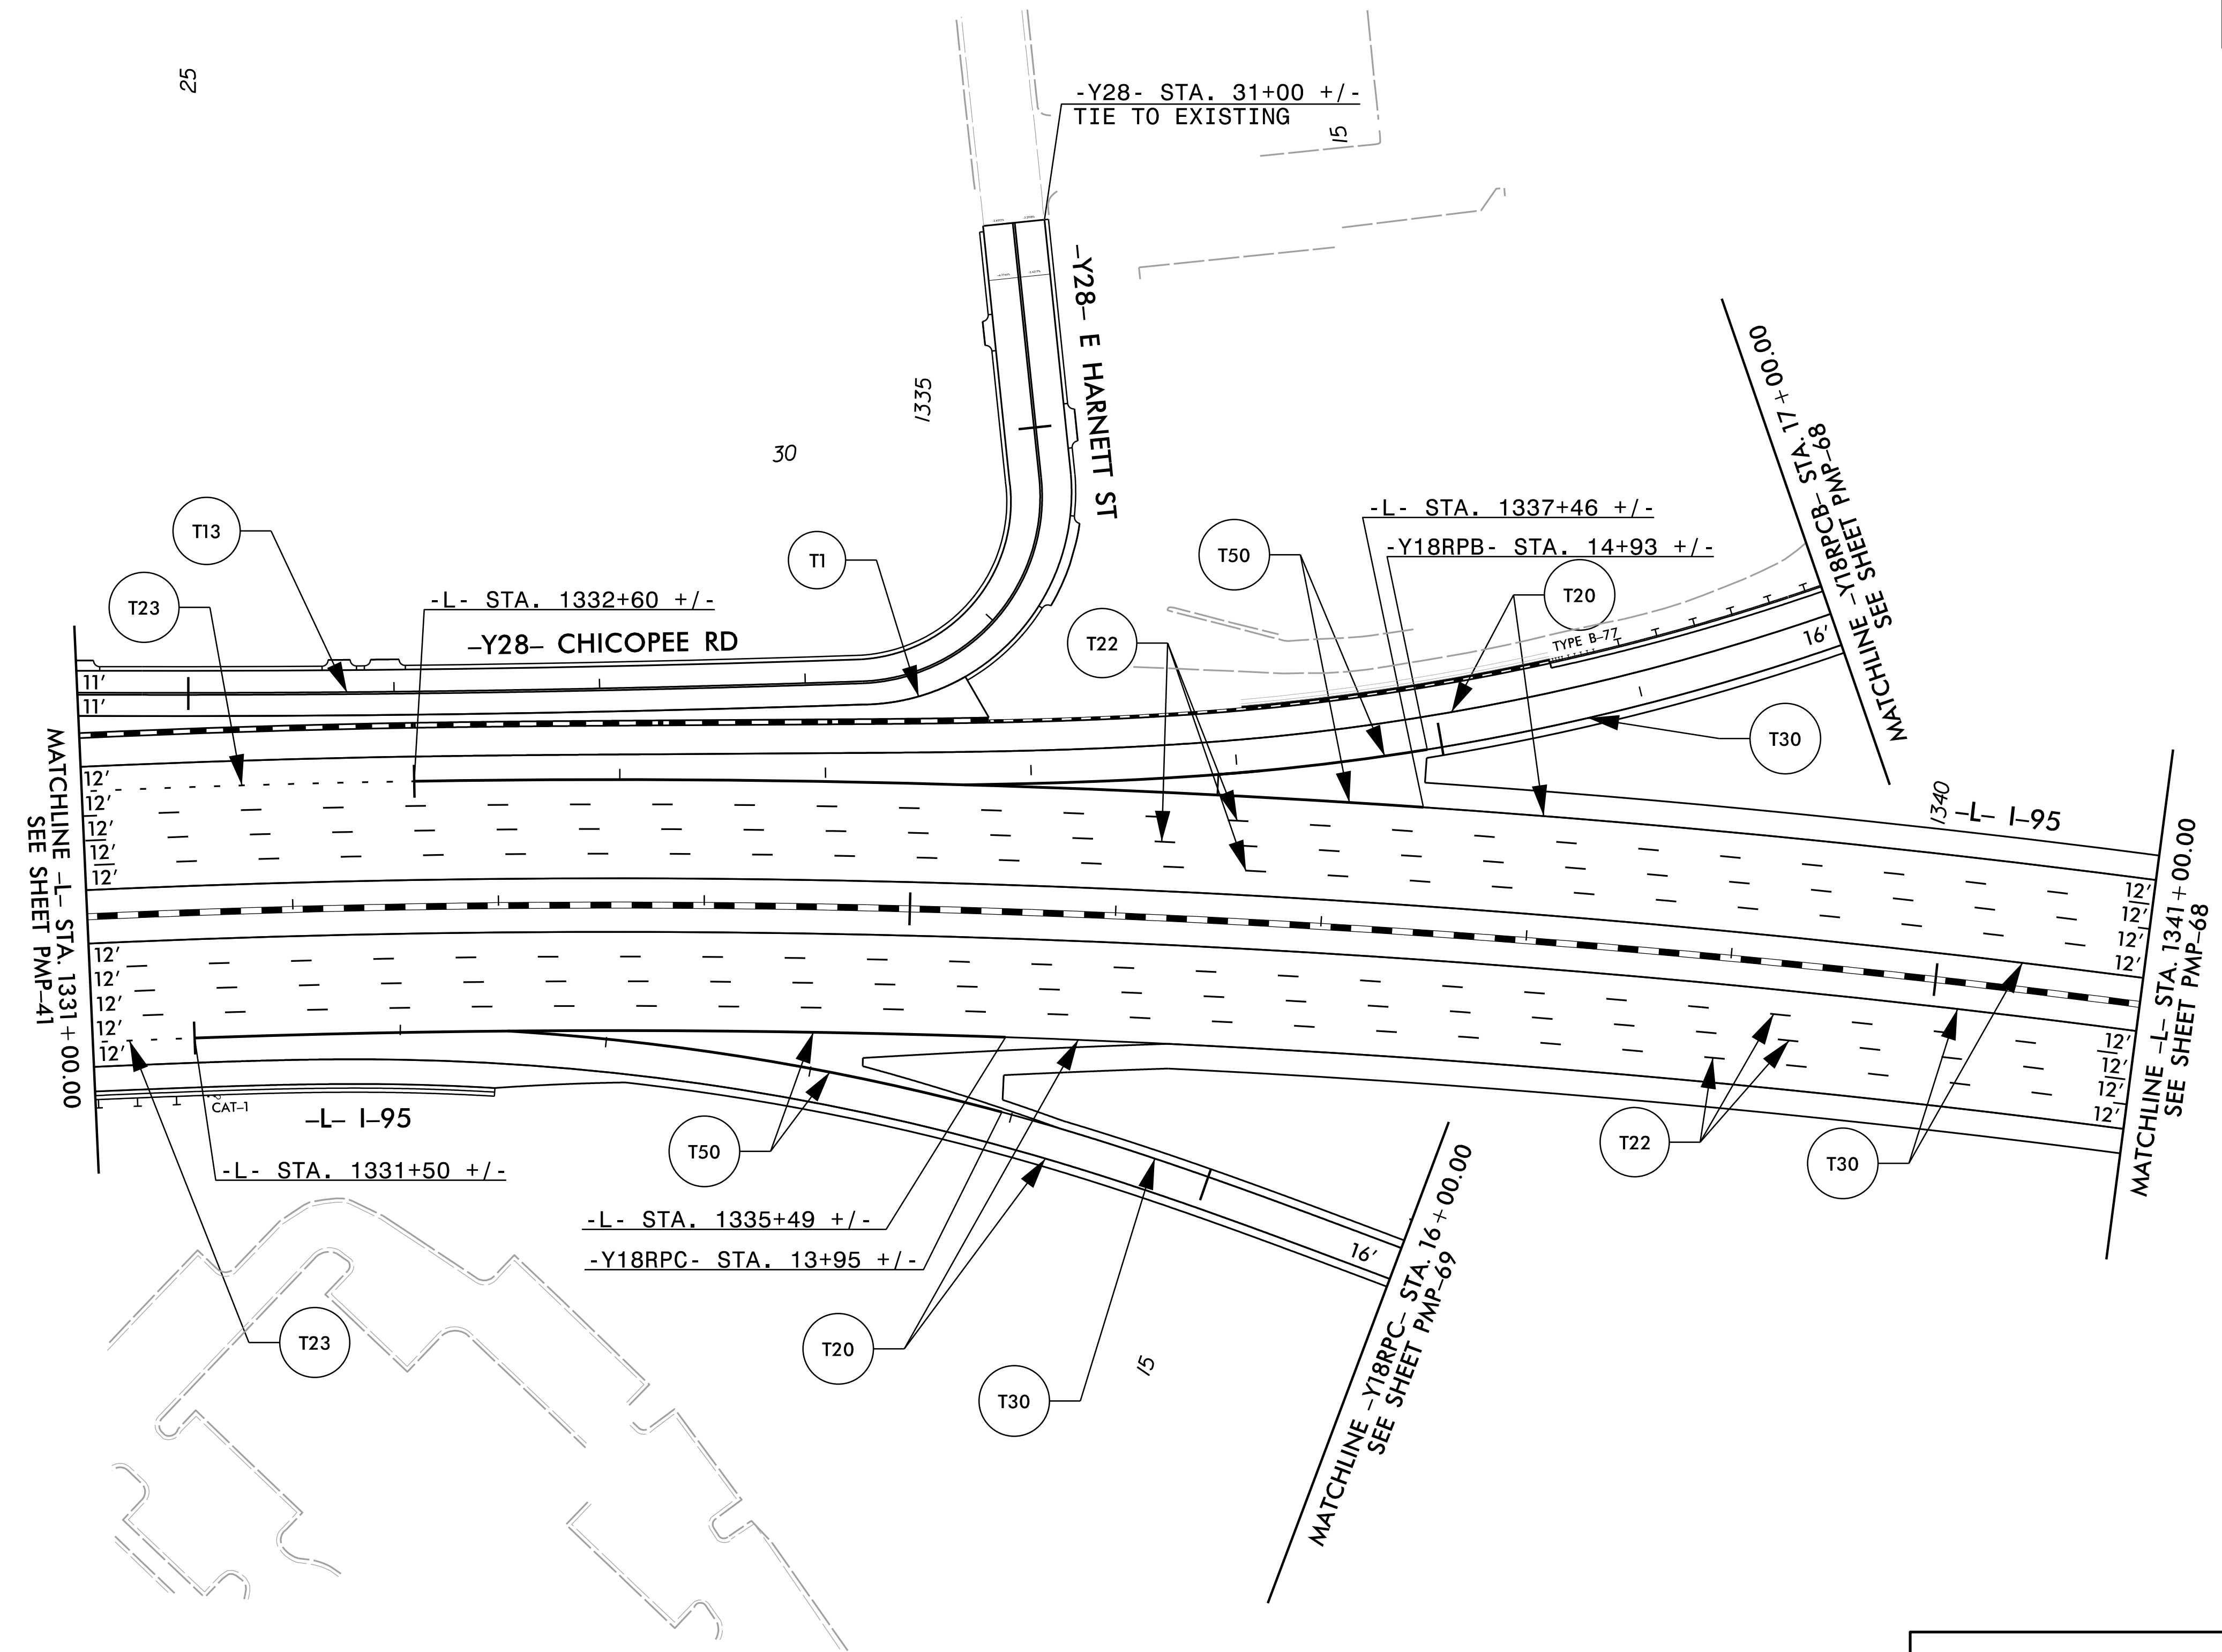 25
-Y28- STA. 31+00 +/-
TIE TO EXISTING
15
-Y28- E HARNETT ST
1335
30
MATCHLINE -Y18RPCB- STA. 17+00.00
SEE SHEET PMP-68
T13
T1
T50
-L- STA. 1337+46 +/-
-Y18RPB- STA. 14+93 +/-
T23
-L- STA. 1332+60 +/-
T20
-Y28- CHICOPEE RD
T22
TYPE B-77
16'
11'
11'
T30
12'
12'
12'
12'
12'
1340
-L- I-95
MATCHLINE -L- STA. 1331+00.00
SEE SHEET PMP-41
12'
12'
12'
12'
12'
12'
12'
12'
12'
MATCHLINE -L- STA. 1341+00.00
SEE SHEET PMP-68
12'
12'
12'
12'
CAT-1
-L- I-95
T50
T22
T30
-L- STA. 1331+50 +/-
-L- STA. 1335+49 +/-
-Y18RPC- STA. 13+95 +/-
16'
MATCHLINE -Y18RPC- STA. 16+00.00
SEE SHEET PMP-69
T23
T20
15
T30